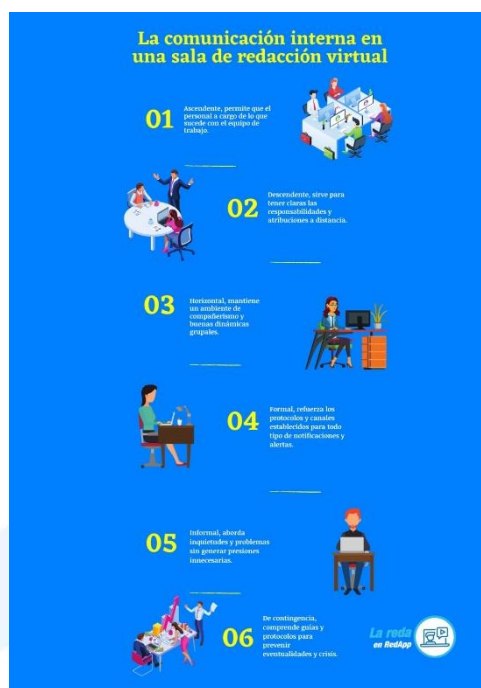 La comunicación interna en
una sala de redacción virtual
01
Ascendente, permite que el
personal a cargo de lo que
sucede con el equipo de
trabajo.
02
Descendente, sirve para
tener claras las
responsabilidades y
atribuciones a distancia.
03
Horizontal, mantiene
un ambiente de
compañerismo y
buenas dinámicas
grupales.
04
Formal, refuerza los
protocolos y canales
establecidos para todo
tipo de notificaciones y
alertas.
05
Informal, aborda
inquietudes y problemas
sin generar presiones
innecesarias.
06
De contingencia,
comprende guías y
protocolos para
prevenir
eventualidades y crisis.
La reda
en RedApp